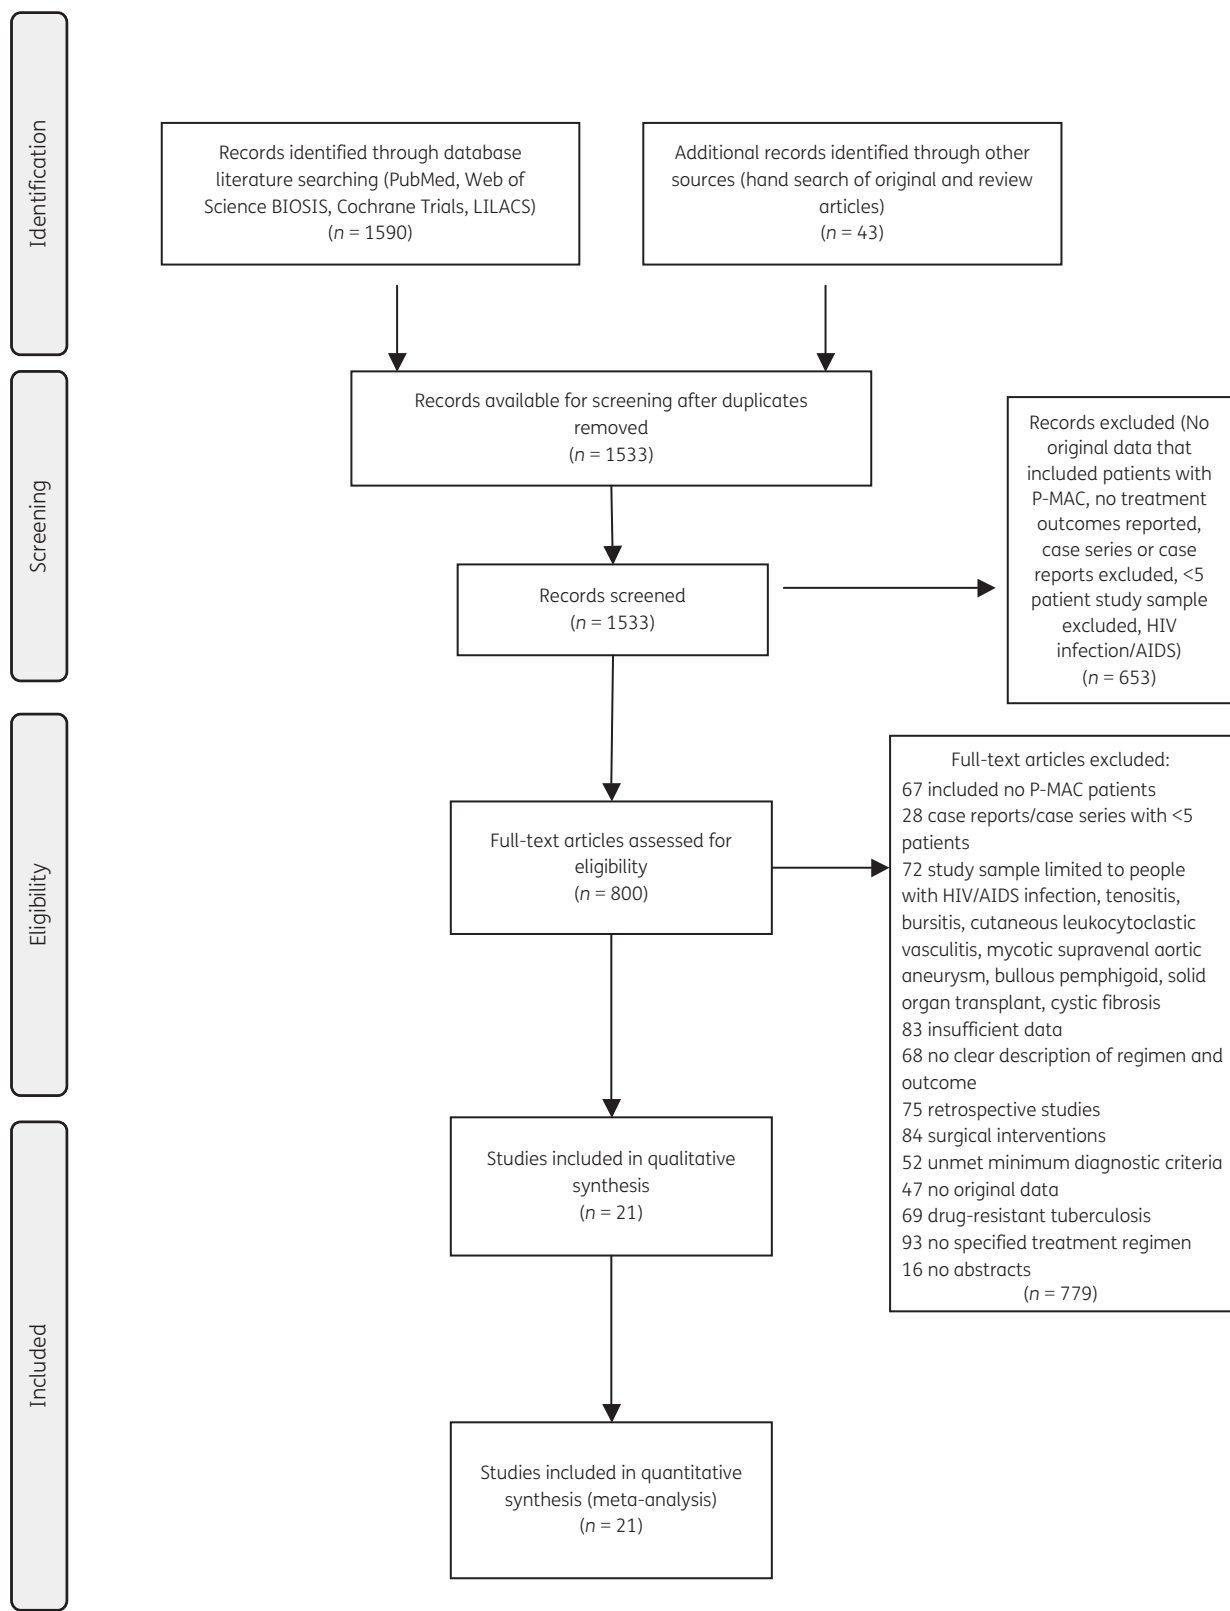 Identification
Records identified through database
literature searching (PubMed, Web of
Science BIOSIS, Cochrane Trials, LILACS)
(n = 1590)
Additional records identified through other
sources (hand search of original and review
articles)
(n = 43)
Screening
Records available for screening after duplicates
removed
(n = 1533)
Records screened
(n = 1533)
Records excluded (No
original data that
included patients with
P-MAC, no treatment
outcomes reported,
case series or case
reports excluded, <5
patient study sample
excluded, HIV
infection/AIDS)
(n = 653)
Eligibility
Full-text articles assessed for
eligibility
(n = 800)
Full-text articles excluded:
67 included no P-MAC patients
28 case reports/case series with <5
patients
72 study sample limited to people
with HIV/AIDS infection, tenositis,
bursitis, cutaneous leukocytoclastic
vasculitis, mycotic supravenal aortic
aneurysm, bullous pemphigoid, solid
organ transplant, cystic fibrosis
83 insufficient data
68 no clear description of regimen and
outcome
75 retrospective studies
84 surgical interventions
52 unmet minimum diagnostic criteria
47 no original data
69 drug-resistant tuberculosis
93 no specified treatment regimen
16 no abstracts
(n = 779)
Included
Studies included in qualitative
synthesis
(n = 21)
Studies included in quantitative
synthesis (meta-analysis)
(n = 21)